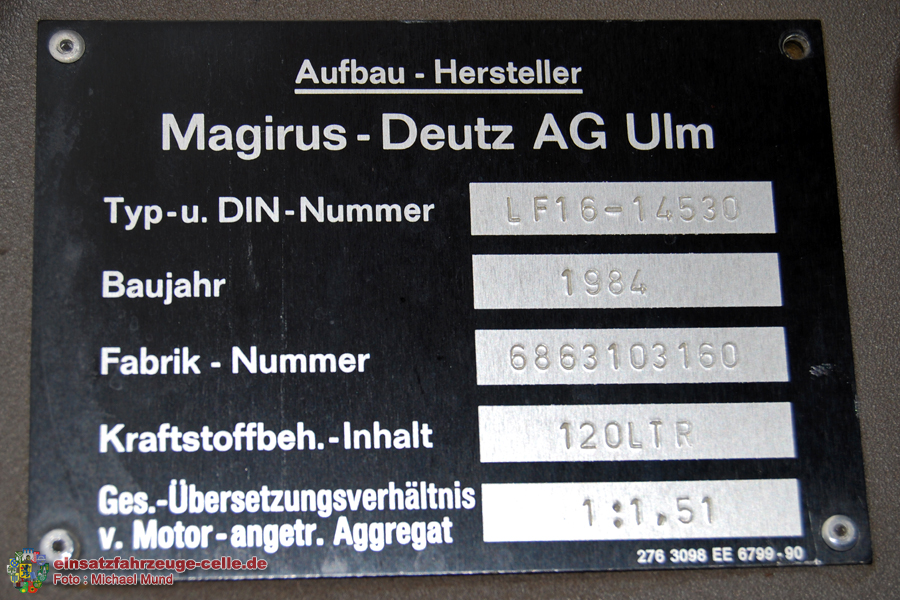 Aufbau - Hersteller
Magirus - Deutz AG Ulm
Typ-u. DIN-Nummer LF16-14530
Baujahr 1984
Fabrik - Nummer 6863103160
Kraftstoffbeh.-Inhalt 120LTR
Ges.-Übersetzungsverhältnis
v. Motor-angetr. Aggregat 1:1,51
276 3098 EE 6799-90
einsatzfahrzeuge-celle.de
Foto : Michael Mund